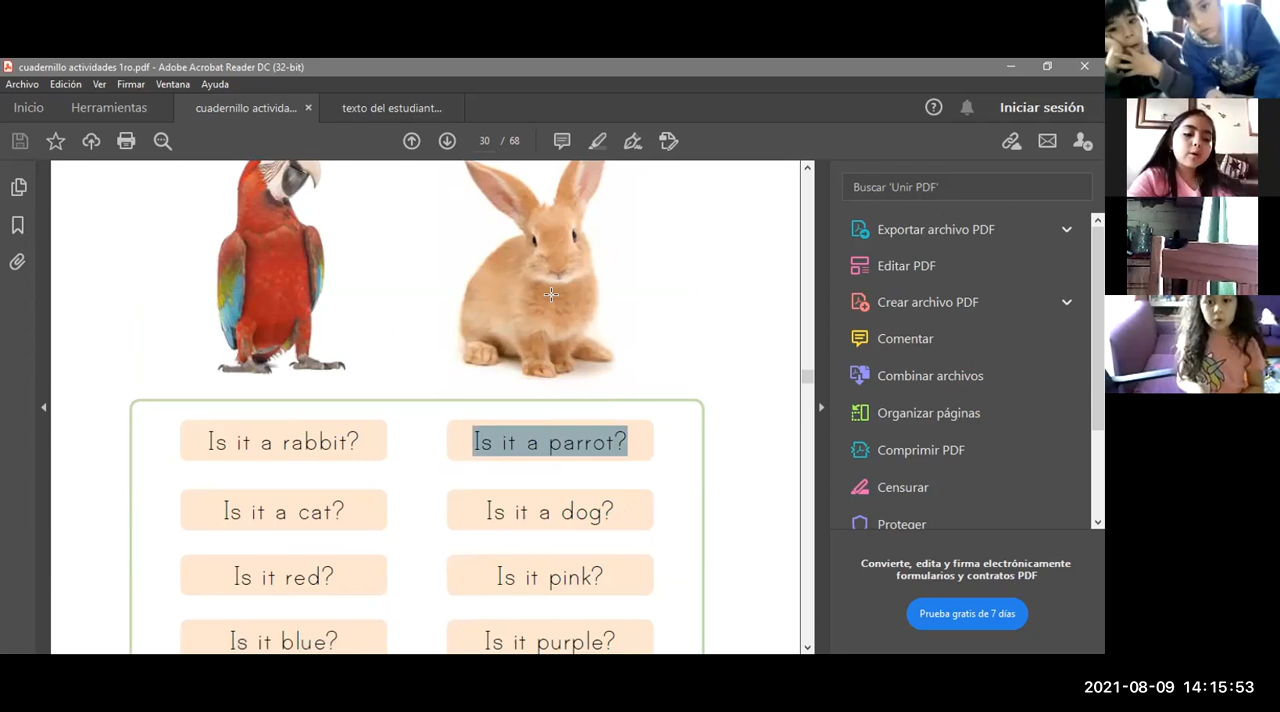 cuadernillo actividades 1ro.pdf - Adobe Acrobat Reader DC (32-bit)
Archivo Edición Ver Firmar Ventana Ayuda
Inicio Herramientas cuadernillo activida... × texto del estudiant... Iniciar sesión
30 / 68
Buscar 'Unir PDF'
Exportar archivo PDF
Editar PDF
Crear archivo PDF
Comentar
Combinar archivos
Organizar páginas
Comprimir PDF
Censurar
Proteger
Convierte, edita y firma electrónicamente
formularios y contratos PDF
Prueba gratis de 7 días
Is it a rabbit? Is it a parrot?
Is it a cat? Is it a dog?
Is it red? Is it pink?
Is it blue? Is it purple?
2021-08-09 14:15:53